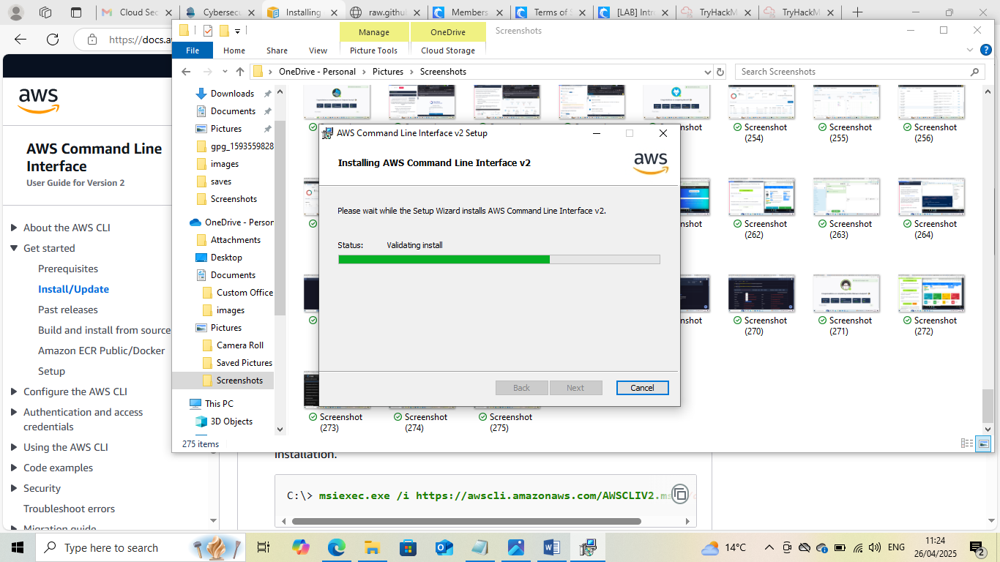 Cloud Sec
Cybersecu
Installing
raw.githu
Members
Terms of S
[LAB] Intro
TryHackM
TryHackM
https://docs.a
Manage
OneDrive
Screenshots
File
Home
Share
View
Picture Tools
Cloud Storage
OneDrive - Personal
Pictures
Screenshots
Search Screenshots
aws
AWS Command Line
Interface
User Guide for Version 2
About the AWS CLI
Get started
Prerequisites
Install/Update
Past releases
Build and install from source
Amazon ECR Public/Docker
Setup
Configure the AWS CLI
Authentication and access
credentials
Using the AWS CLI
Code examples
Security
Troubleshoot errors
Migration guide
Downloads
Documents
Pictures
gpg_1593559828
images
saves
Screenshots
OneDrive - Person
Attachments
Desktop
Documents
Custom Office
images
Pictures
Camera Roll
Saved Pictures
Screenshots
This PC
3D Objects
275 items
Screenshot
(254)
Screenshot
(255)
Screenshot
(256)
Screenshot
(262)
Screenshot
(263)
Screenshot
(264)
Screenshot
(270)
Screenshot
(271)
Screenshot
(272)
Screenshot
(273)
Screenshot
(274)
Screenshot
(275)
AWS Command Line Interface v2 Setup
Installing AWS Command Line Interface v2
aws
Please wait while the Setup Wizard installs AWS Command Line Interface v2.
Status: Validating install
Back
Next
Cancel
installation.
C:\> msiexec.exe /i https://awscli.amazonaws.com/AWSCLIV2.ms
Type here to search
14°C
ENG
11:24
26/04/2025
2